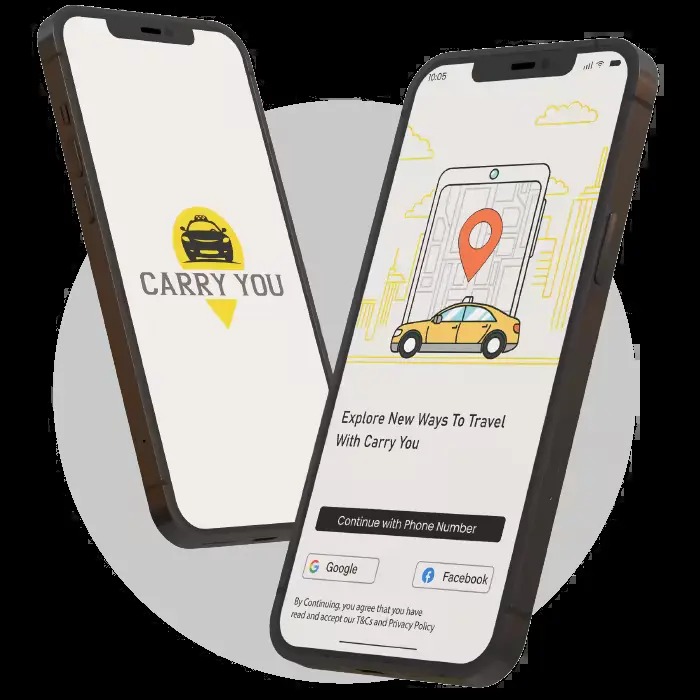 CARRY YOU
10:05
Explore New Ways To Travel
With Carry You
Continue with Phone Number
Google
Facebook
By Continuing, you agree that you have
read and accept our T&Cs and Privacy Policy